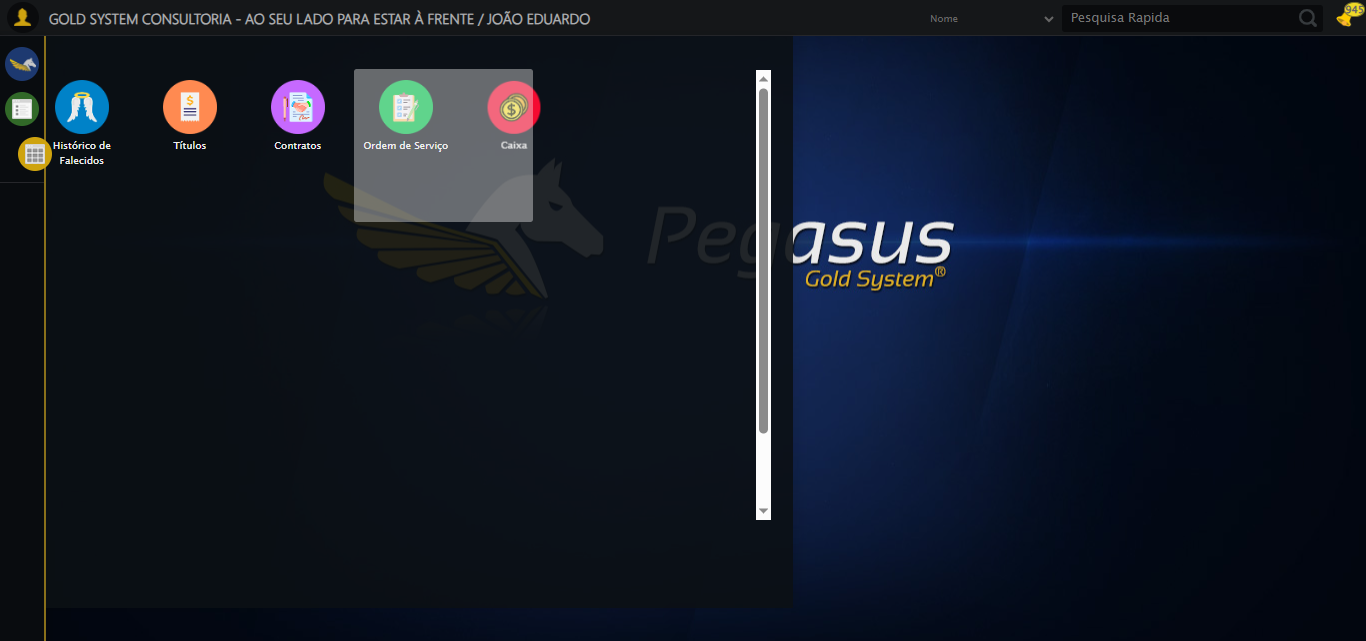 GOLD SYSTEM CONSULTORIA - AO SEU LADO PARA ESTAR À FRENTE / JOÃO EDUARDO
Nome
Pesquisa Rapida
945
Histórico de
Falecidos
Títulos
Contratos
Ordem de Serviço
Caixa
Pegasus
Gold System®